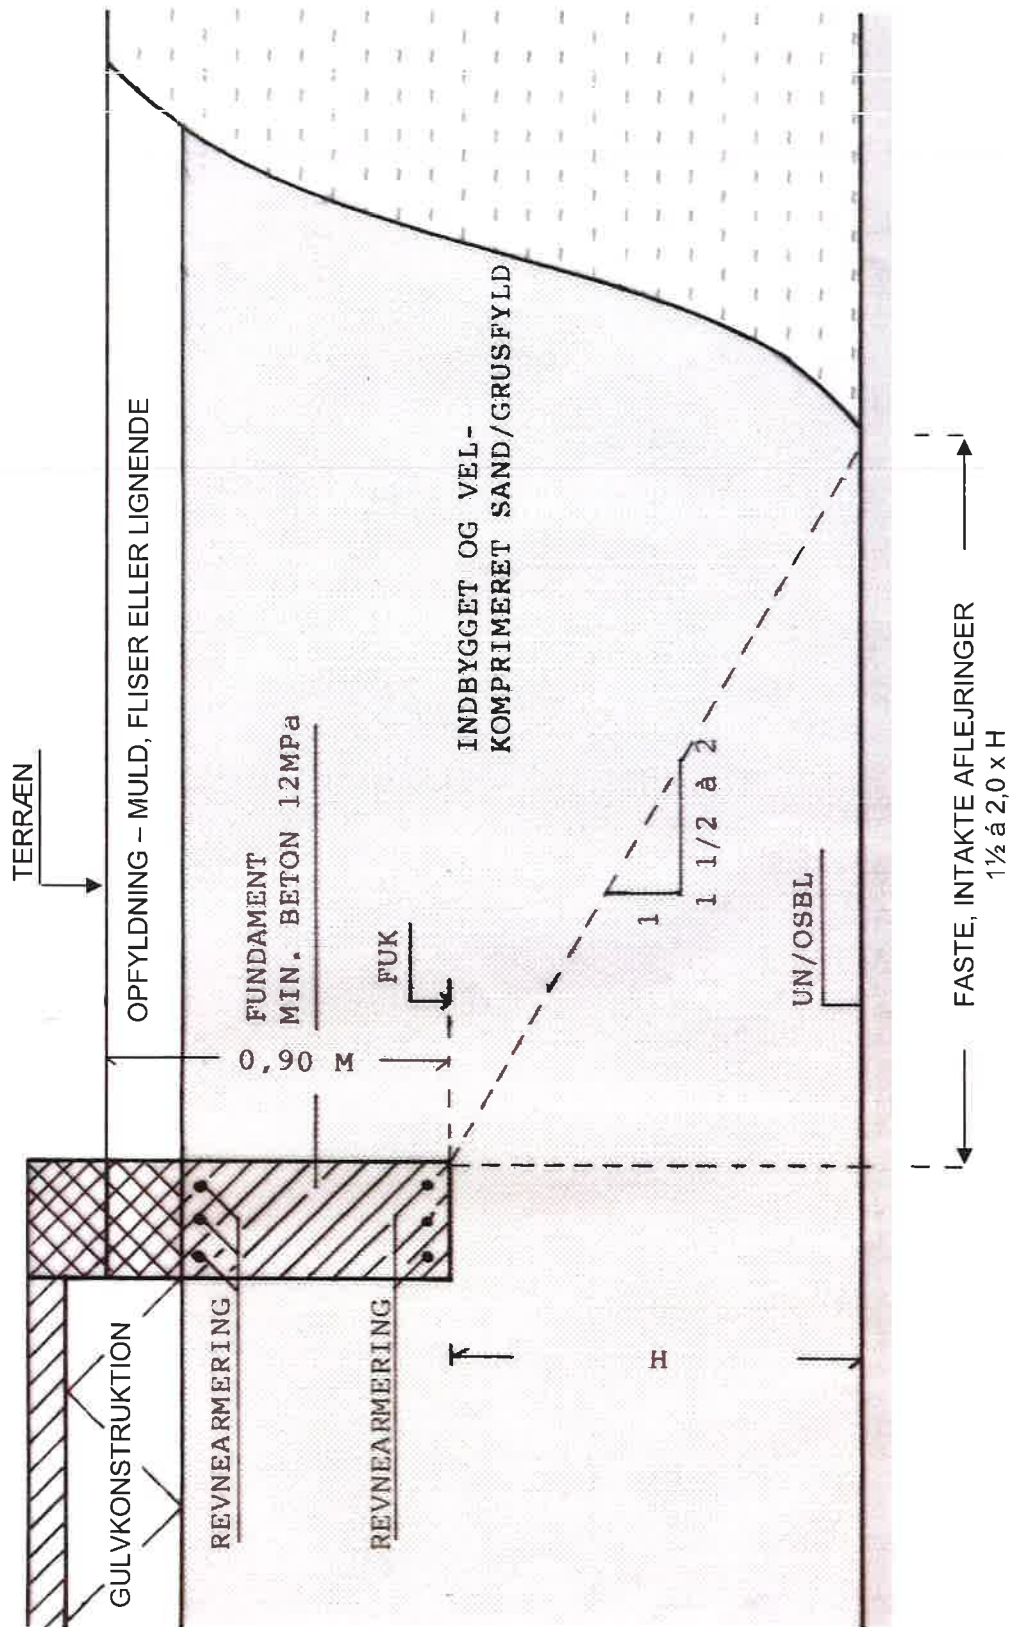 TERRÆN
OPFYLDNING – MULD, FLISER ELLER LIGNENDE
GULVKONSTRUKTION
FUNDAMENT
MIN. BETON 12MPa
0,90 M
REVNEARMERING
FUK
REVNEARMERING
INDBYGGET OG VEL-
KOMPRIMERET SAND/GRUSFYLD
1
1 1/2 à 2
H
UN/OSBL
FASTE, INTAKTE AFLEJRINGER
1½ á 2,0 x H